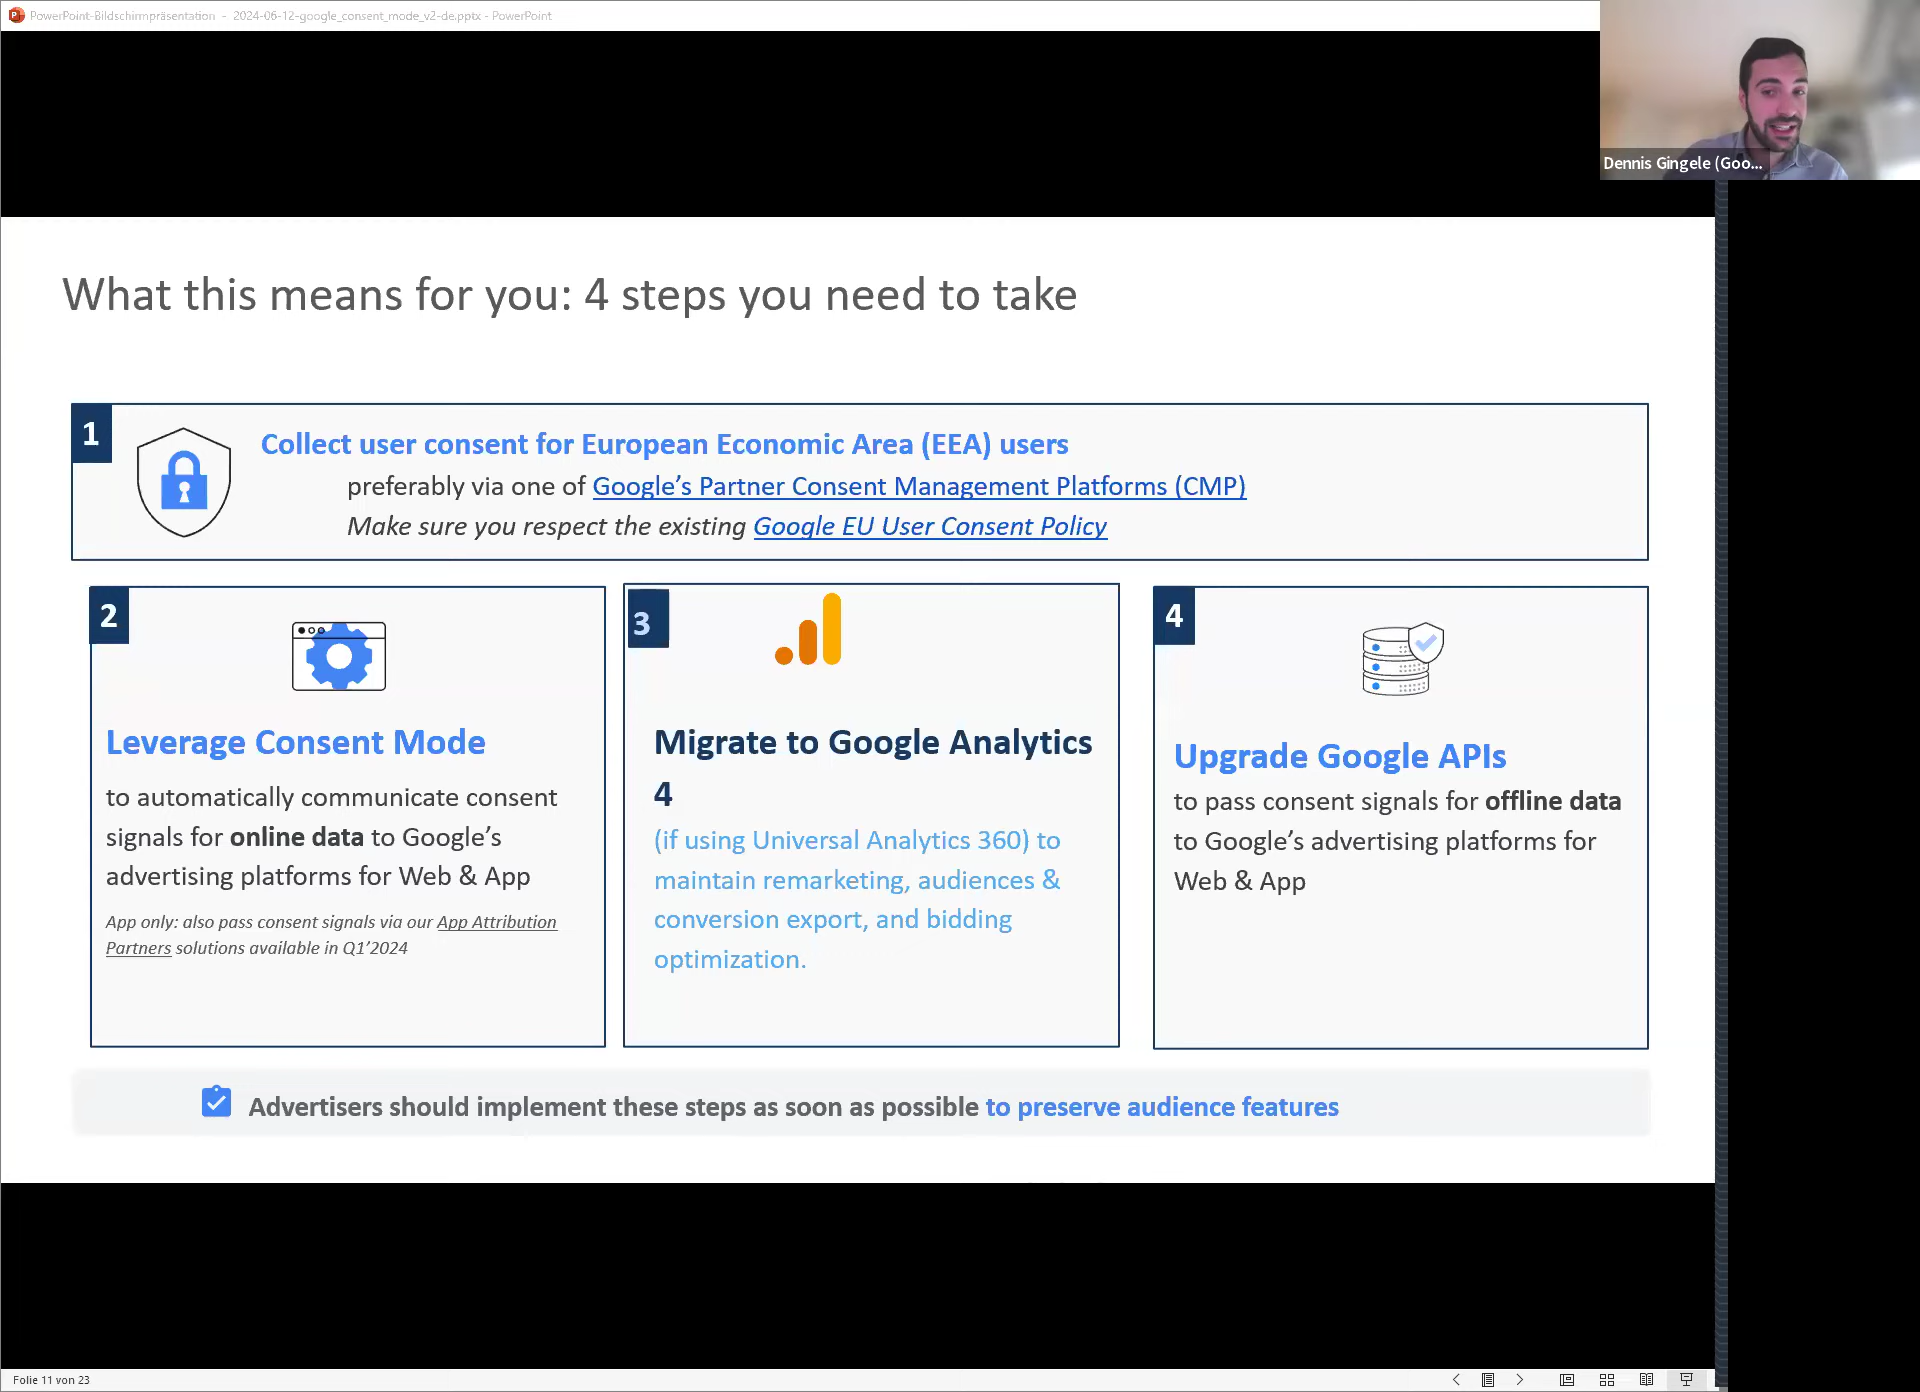 PowerPoint-Bildschirmpräsentation - 2024-06-12-google_consent_mode_v2-de.pptx - PowerPoint
Dennis Gingele (Goo...
What this means for you: 4 steps you need to take
1
Collect user consent for European Economic Area (EEA) users
preferably via one of Google’s Partner Consent Management Platforms (CMP)
Make sure you respect the existing Google EU User Consent Policy
2
Leverage Consent Mode
to automatically communicate consent
signals for online data to Google’s
advertising platforms for Web & App
App only: also pass consent signals via our App Attribution
Partners solutions available in Q1’2024
3
Migrate to Google Analytics
4
(if using Universal Analytics 360) to
maintain remarketing, audiences &
conversion export, and bidding
optimization.
4
Upgrade Google APIs
to pass consent signals for offline data
to Google’s advertising platforms for
Web & App
Advertisers should implement these steps as soon as possible to preserve audience features
Folie 11 von 23